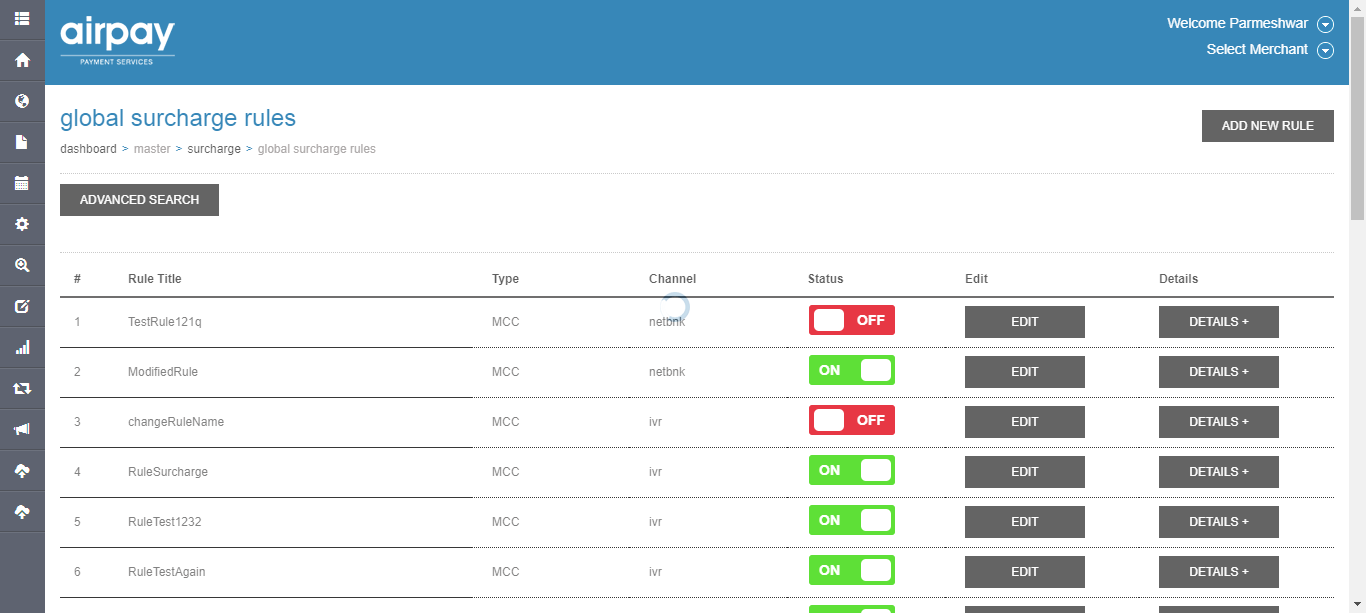 airpay
PAYMENT SERVICES
Welcome Parmeshwar
Select Merchant
global surcharge rules
dashboard > master > surcharge > global surcharge rules
ADD NEW RULE
ADVANCED SEARCH
# Rule Title Type Channel Status Edit Details
1 TestRule121q MCC netbnk OFF EDIT DETAILS +
2 ModifiedRule MCC netbnk ON EDIT DETAILS +
3 changeRuleName MCC ivr OFF EDIT DETAILS +
4 RuleSurcharge MCC ivr ON EDIT DETAILS +
5 RuleTest1232 MCC ivr ON EDIT DETAILS +
6 RuleTestAgain MCC ivr ON EDIT DETAILS +